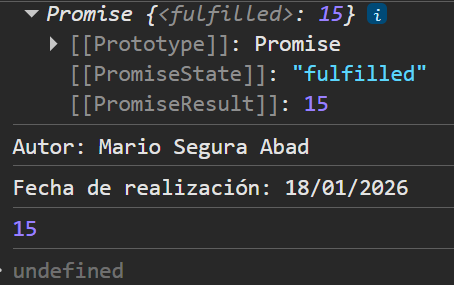 Promise {<fulfilled>: 15} i
[[Prototype]]: Promise
[[PromiseState]]: "fulfilled"
[[PromiseResult]]: 15
Autor: Mario Segura Abad
Fecha de realización: 18/01/2026
15
undefined